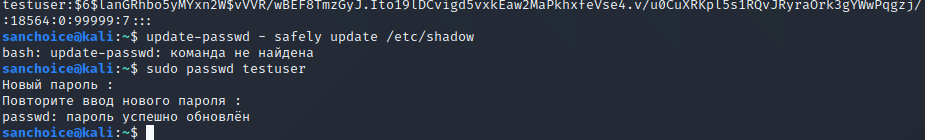 testuser:$6$lanGRhbo5yMYxn2W$vVVR/wBEF8TmzGyJ.Ito19lDCvigd5vxkEaw2MaPkhxfeVse4.v/u0CuXRKpl5s1RQvJRyraOrk3gYWwPqgzj/
:18564:0:99999:7:::
sanchoice@kali:~$ update-passwd - safely update /etc/shadow
bash: update-passwd: команда не найдена
sanchoice@kali:~$ sudo passwd testuser
Новый пароль :
Повторите ввод нового пароля :
passwd: пароль успешно обновлён
sanchoice@kali:~$